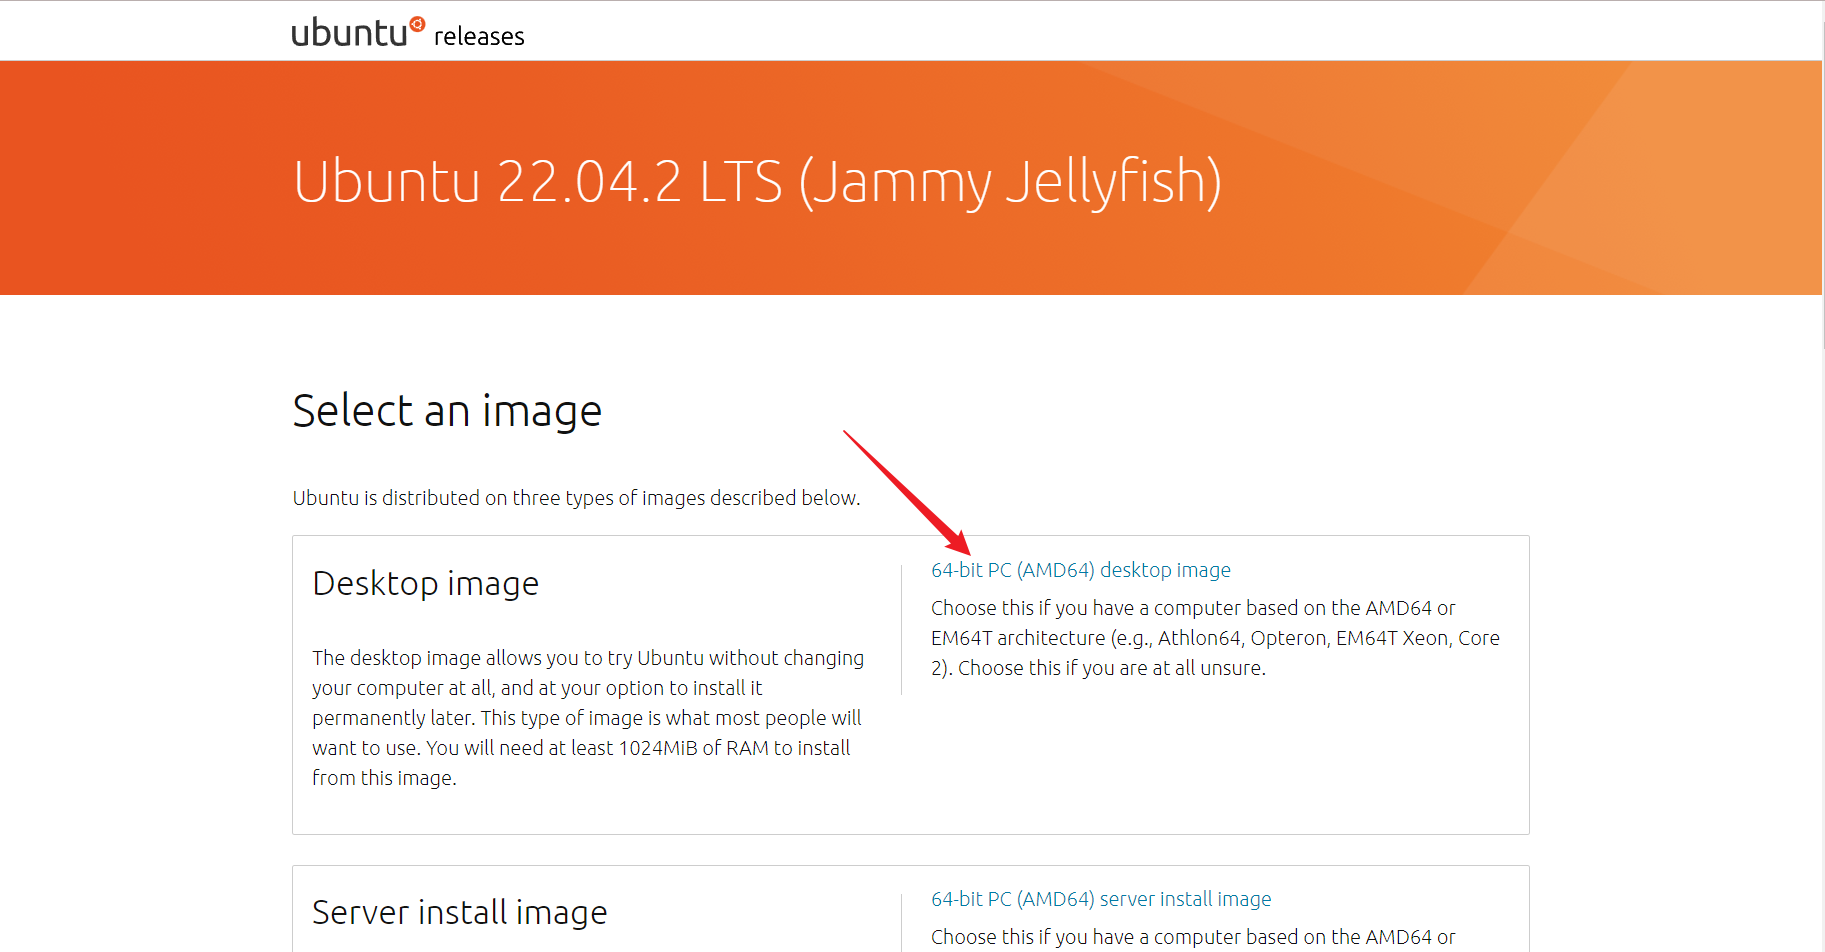 ubuntu releases
Ubuntu 22.04.2 LTS (Jammy Jellyfish)
Select an image
Ubuntu is distributed on three types of images described below.
Desktop image
The desktop image allows you to try Ubuntu without changing
your computer at all, and at your option to install it
permanently later. This type of image is what most people will
want to use. You will need at least 1024MiB of RAM to install
from this image.
64-bit PC (AMD64) desktop image
Choose this if you have a computer based on the AMD64 or
EM64T architecture (e.g., Athlon64, Opteron, EM64T Xeon, Core
2). Choose this if you are at all unsure.
Server install image
64-bit PC (AMD64) server install image
Choose this if you have a computer based on the AMD64 or